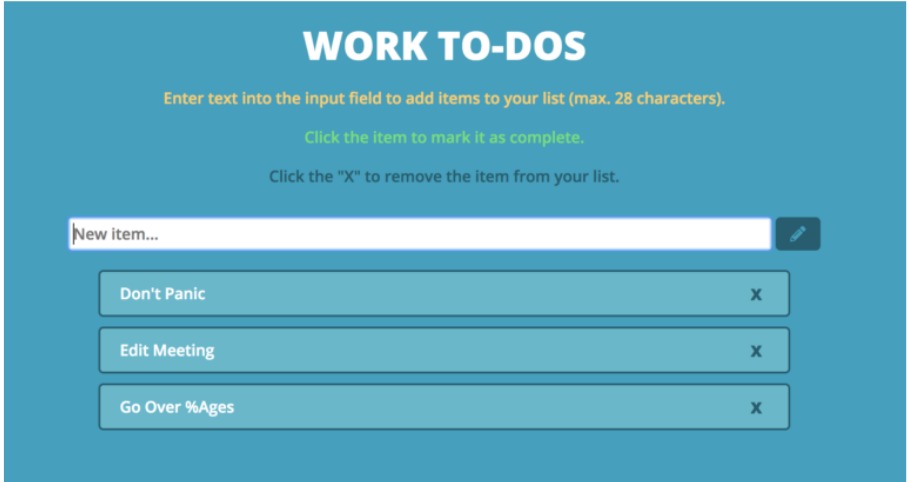 WORK TO-DOS
Enter text into the input field to add items to your list (max. 28 characters).
Click the item to mark it as complete.
Click the "X" to remove the item from your list.
New item...
Don't Panic X
Edit Meeting X
Go Over %Ages X